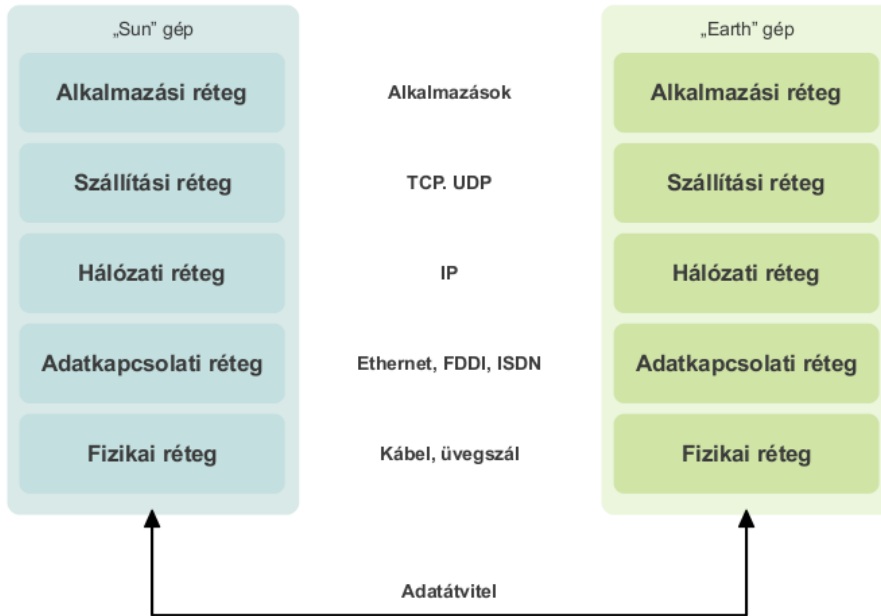 „Sun” gép
„Earth” gép
Alkalmazási réteg
Alkalmazások
Alkalmazási réteg
Szállítási réteg
TCP. UDP
Szállítási réteg
Hálózati réteg
IP
Hálózati réteg
Adatkapcsolati réteg
Ethernet, FDDI, ISDN
Adatkapcsolati réteg
Fizikai réteg
Kábel, üvegszál
Fizikai réteg
Adatátvitel